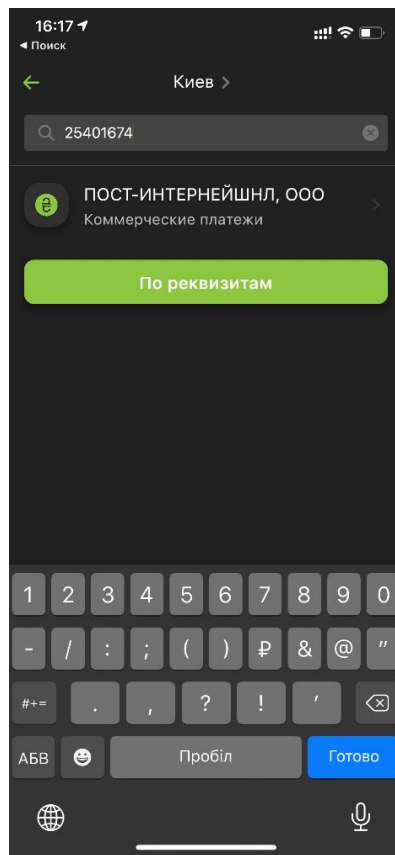 16:17
◀ Поиск
Киев >
25401674
ПОСТ-ИНТЕРНЕЙШНЛ, ООО
Коммерческие платежи
По реквизитам
1 2 3 4 5 6 7 8 9 0
- / : ; ( ) ₽ & @ "
#+= . , ? ! '
АБВ Пробіл Готово